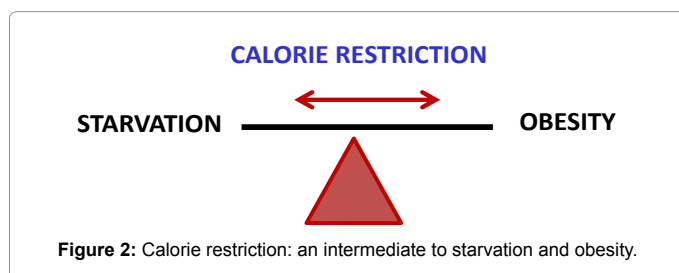 CALORIE RESTRICTION
STARVATION OBESITY
Figure 2: Calorie restriction: an intermediate to starvation and obesity.